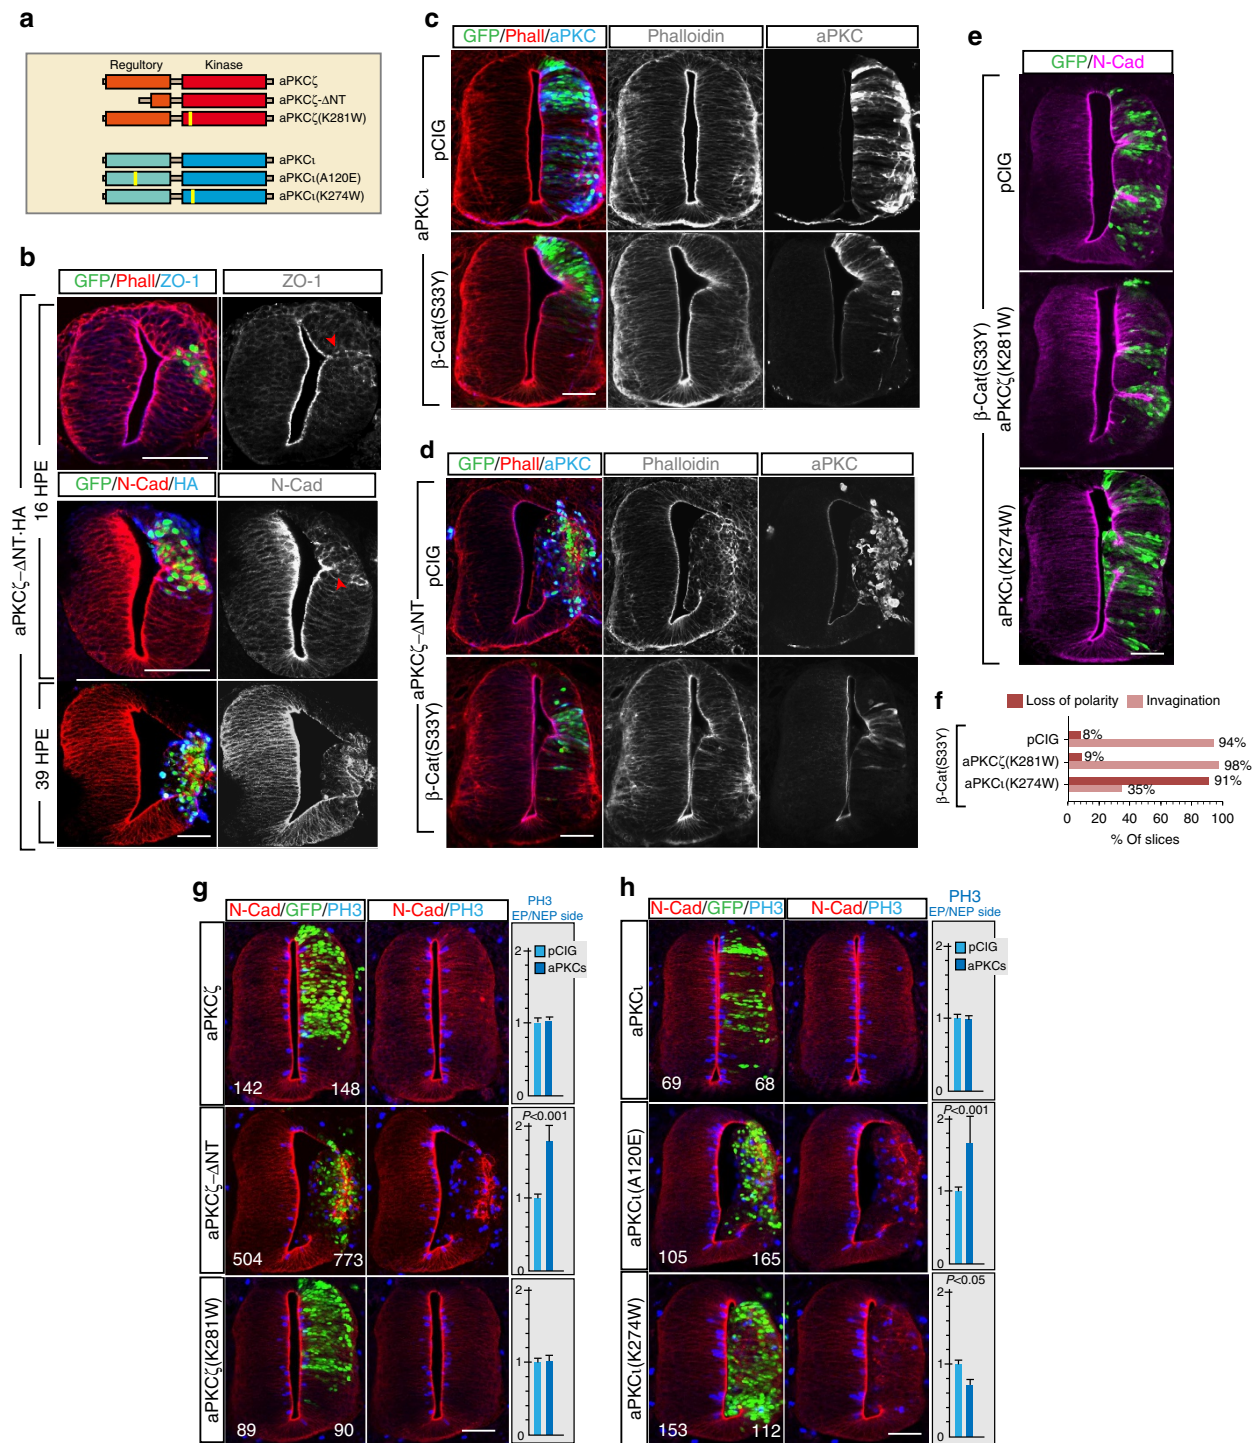 a
Regultory Kinase
aPKCζ
aPKCζ-ΔNT
aPKCζ(K281W)
aPKCι
aPKCι(A120E)
aPKCι(K274W)
b
GFP/Phall/ZO-1 ZO-1
GFP/N-Cad/HA N-Cad
aPKCζ–ΔNT-HA
16 HPE
39 HPE
c
GFP/Phall/aPKC Phalloidin aPKC
aPKCι
pCIG
β-Cat(S33Y)
d
GFP/Phall/aPKC Phalloidin aPKC
aPKCζ–ΔNT
pCIG
β-Cat(S33Y)
e
GFP/N-Cad
β-Cat(S33Y)
pCIG
aPKCζ(K281W)
aPKCι(K274W)
f
Loss of polarity Invagination
β-Cat(S33Y)
pCIG 8% 94%
aPKCζ(K281W) 9% 98%
aPKCι(K274W) 91% 35%
0 20 40 60 80 100
% Of slices
g
N-Cad/GFP/PH3 N-Cad/PH3
PH3
EP/NEP side
aPKCζ
142 148
2
1
0
pCIG
aPKCs
aPKCζ–ΔNT
504 773
P<0.001
2
1
0
aPKCζ(K281W)
89 90
2
1
0
h
N-Cad/GFP/PH3 N-Cad/PH3
PH3
EP/NEP side
aPKCι
69 68
2
1
0
pCIG
aPKCs
aPKCι(A120E)
105 165
P<0.001
2
1
0
aPKCι(K274W)
153 112
P<0.05
2
1
0